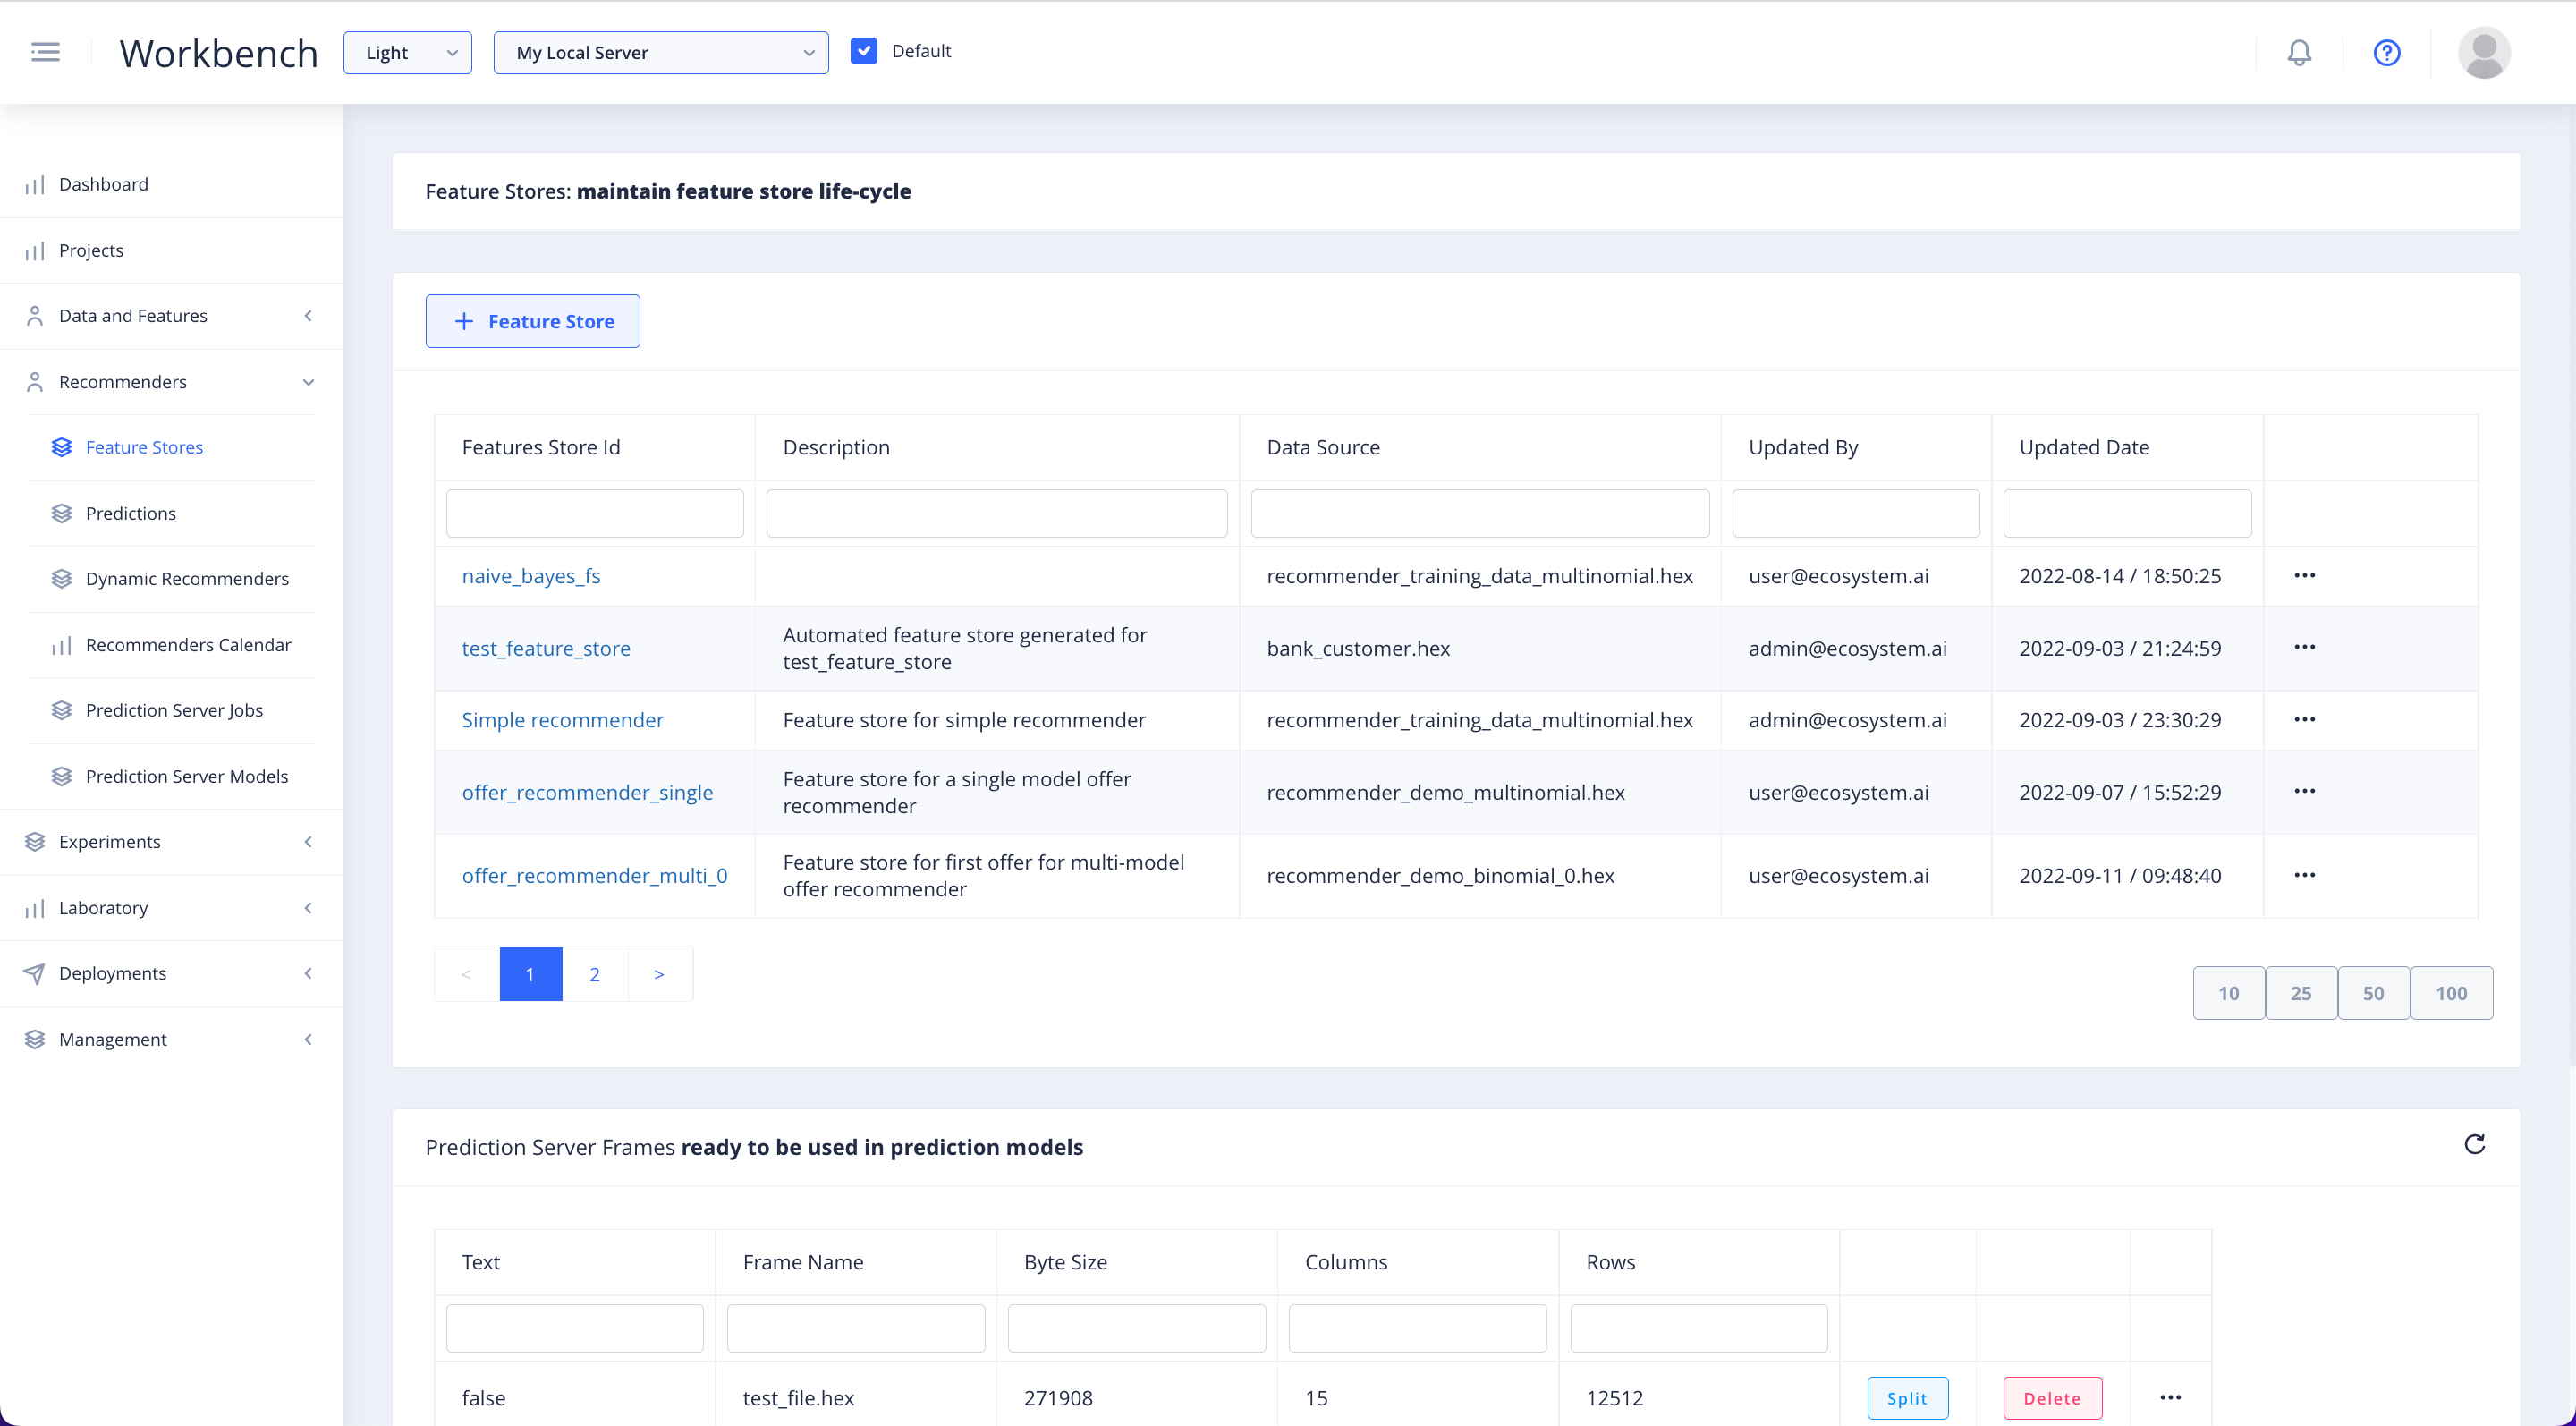 Workbench
Light
My Local Server
Default
Dashboard
Projects
Data and Features
Recommenders
Feature Stores
Predictions
Dynamic Recommenders
Recommenders Calendar
Prediction Server Jobs
Prediction Server Models
Experiments
Laboratory
Deployments
Management
Feature Stores: maintain feature store life-cycle
+ Feature Store
Features Store Id Description Data Source Updated By Updated Date
naive_bayes_fs recommender_training_data_multinomial.hex user@ecosystem.ai 2022-08-14 / 18:50:25 ...
test_feature_store Automated feature store generated for
test_feature_store bank_customer.hex admin@ecosystem.ai 2022-09-03 / 21:24:59 ...
Simple recommender Feature store for simple recommender recommender_training_data_multinomial.hex admin@ecosystem.ai 2022-09-03 / 23:30:29 ...
offer_recommender_single Feature store for a single model offer
recommender recommender_demo_multinomial.hex user@ecosystem.ai 2022-09-07 / 15:52:29 ...
offer_recommender_multi_0 Feature store for first offer for multi-model
offer recommender recommender_demo_binomial_0.hex user@ecosystem.ai 2022-09-11 / 09:48:40 ...
< 1 2 >
10 25 50 100
Prediction Server Frames ready to be used in prediction models
Text Frame Name Byte Size Columns Rows
false test_file.hex 271908 15 12512 Split Delete ...